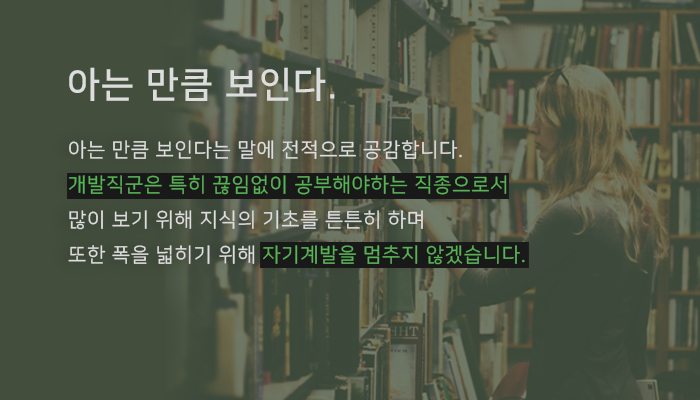 아는 만큼 보인다.
아는 만큼 보인다는 말에 전적으로 공감합니다.
개발직군은 특히 끊임없이 공부해야하는 직종으로서
많이 보기 위해 지식의 기초를 튼튼히 하며
또한 폭을 넓히기 위해 자기계발을 멈추지 않겠습니다.